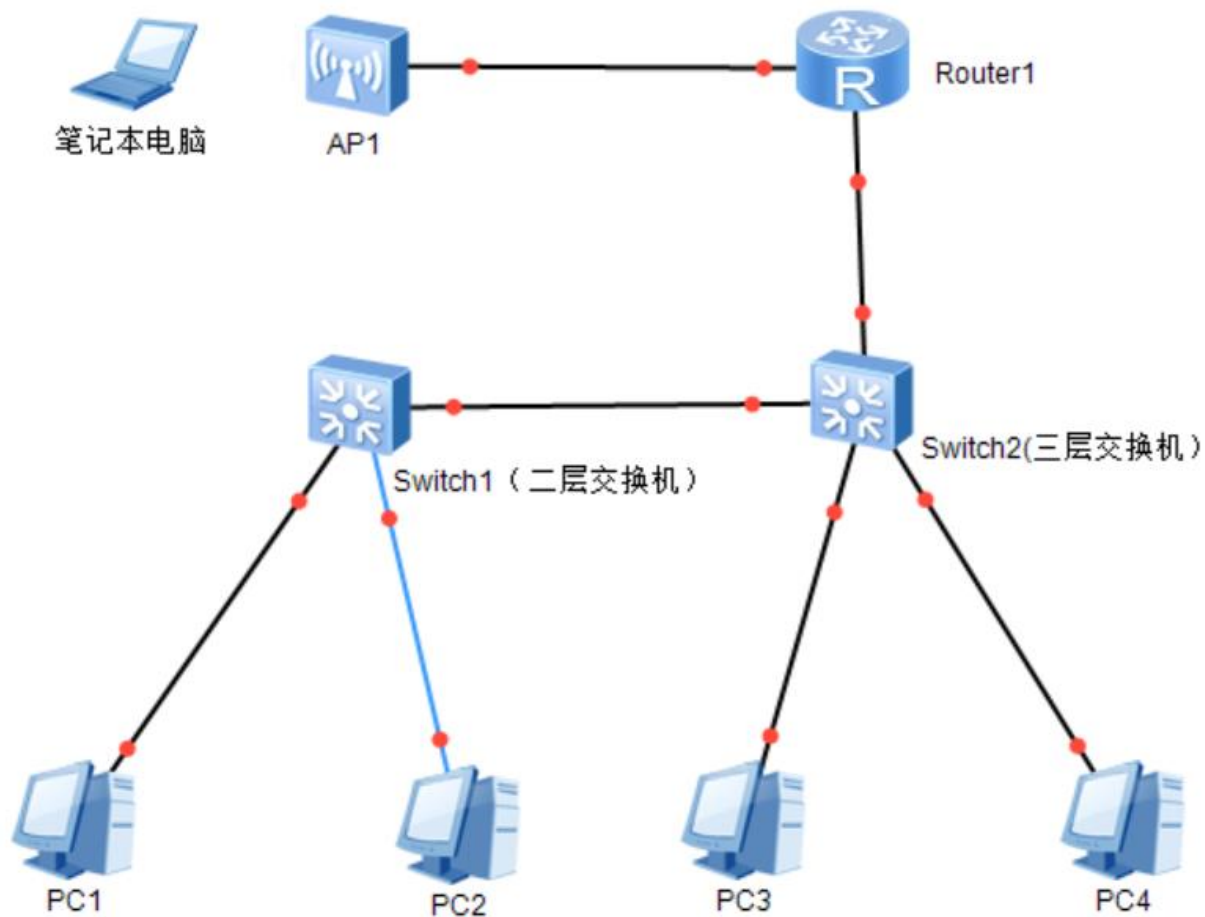 Router1
笔记本电脑
AP1
R
Switch1（二层交换机）
Switch2(三层交换机）
PC1
PC2
PC3
PC4